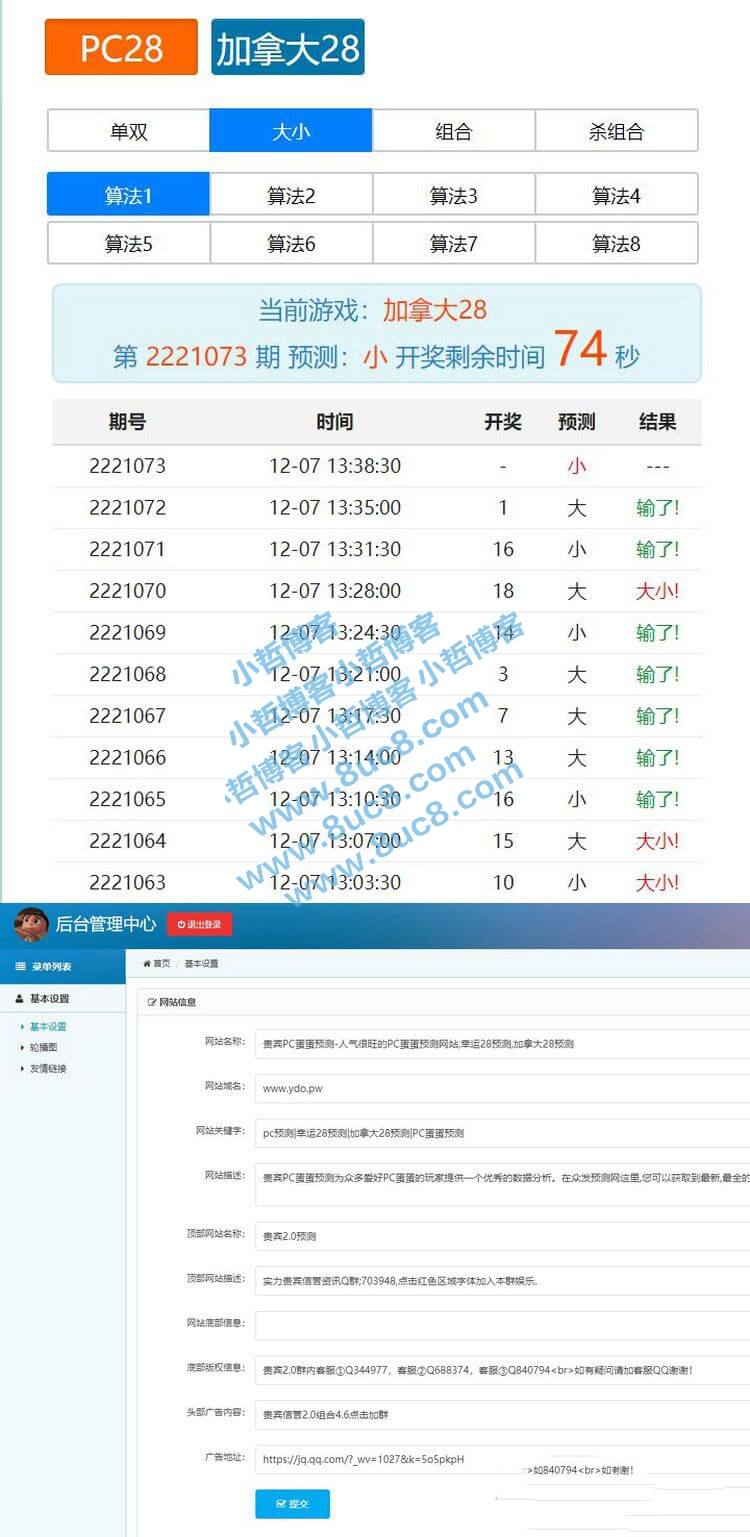 PC28 加拿大28
单双 大小 组合 杀组合
算法1 算法2 算法3 算法4
算法5 算法6 算法7 算法8
当前游戏：加拿大28
第 2221073 期 预测：小 开奖剩余时间 74 秒
期号 时间 开奖 预测 结果
2221073 12-07 13:38:30 - 小 ---
2221072 12-07 13:35:00 1 大 输了!
2221071 12-07 13:31:30 16 小 输了!
2221070 12-07 13:28:00 18 大 大小!
2221069 12-07 13:24:30 14 小 输了!
2221068 12-07 13:21:00 3 大 输了!
2221067 12-07 13:17:30 7 大 输了!
2221066 12-07 13:14:00 13 大 输了!
2221065 12-07 13:10:30 16 小 输了!
2221064 12-07 13:07:00 15 大 大小!
2221063 12-07 13:03:30 10 小 大小!
小哲博客
小哲博客小哲博客
小哲博客小哲博客
哲博客小哲博客
www.8uc8.com
www.8uc8.com
www.8uc8.com
后台管理中心 退出登录
菜单列表 首页 / 基本设置
基本设置 网站信息
基本设置
轮播图
友情链接
网站名称： 贵宾PC蛋蛋预测-人气很旺的PC蛋蛋预测网站,幸运28预测,加拿大28预测
网站域名： www.ydo.pw
网站关键字： pc预测|幸运28预测|加拿大28预测|PC蛋蛋预测
网站描述： 贵宾PC蛋蛋预测为众多爱好PC蛋蛋的玩家提供一个优秀的数据分析。在众发预测网这里,您可以获取到最新,最全的
顶部网站名称： 贵宾2.0预测
顶部网站描述： 实力贵宾信誉资讯Q群;703948,点击红色区域字体加入本群娱乐.
网站底部信息：
底部版权信息： 贵宾2.0群内客服①Q344977，客服②Q688374，客服③Q840794<br>如有疑问请加客服QQ谢谢！
头部广告内容： 贵宾信誉2.0组合4.6点击加群
广告地址： https://jq.qq.com/?_wv=1027&k=5o5pkpH
>如840794<br>如有谢！
提交